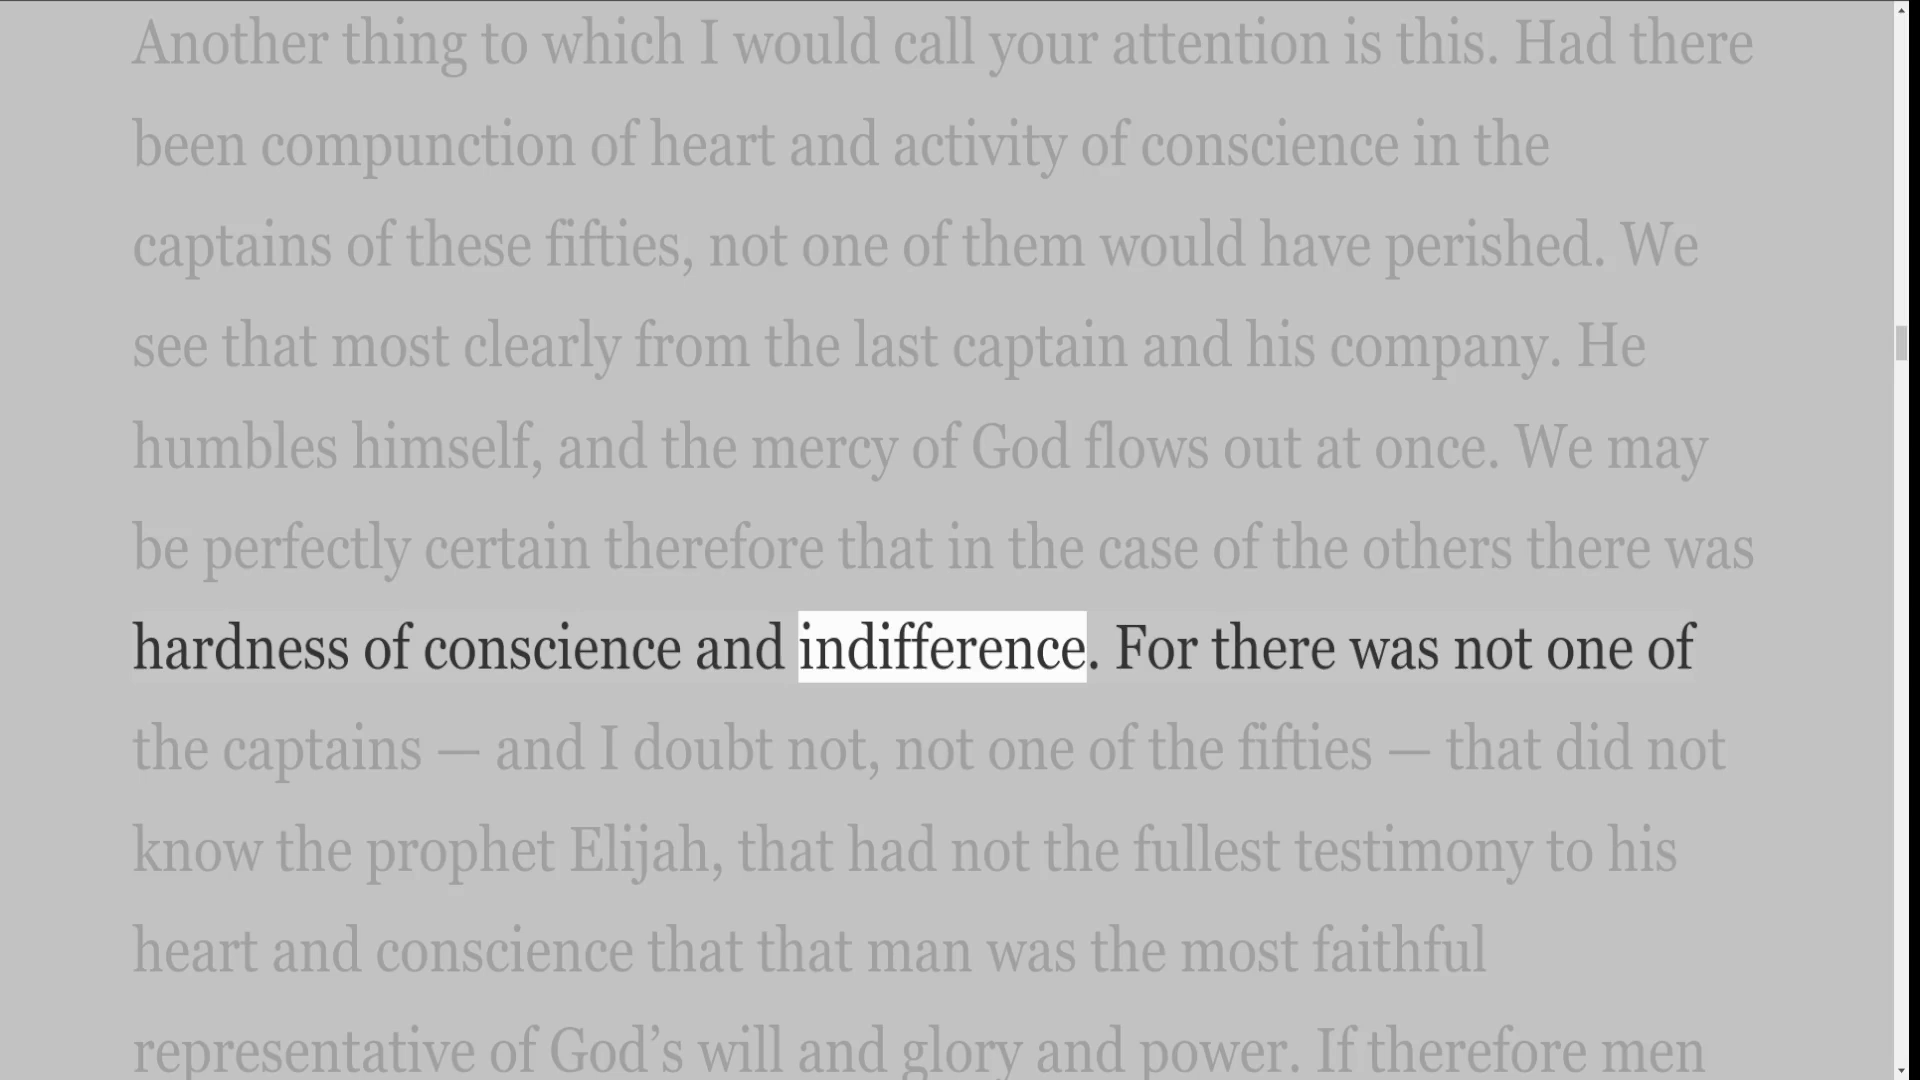 Another thing to which I would call your attention is this. Had there
been compunction of heart and activity of conscience in the
captains of these fifties, not one of them would have perished. We
see that most clearly from the last captain and his company. He
humbles himself, and the mercy of God flows out at once. We may
be perfectly certain therefore that in the case of the others there was
hardness of conscience and indifference. For there was not one of
the captains — and I doubt not, not one of the fifties — that did not
know the prophet Elijah, that had not the fullest testimony to his
heart and conscience that that man was the most faithful
representative of God’s will and glory and power. If therefore men